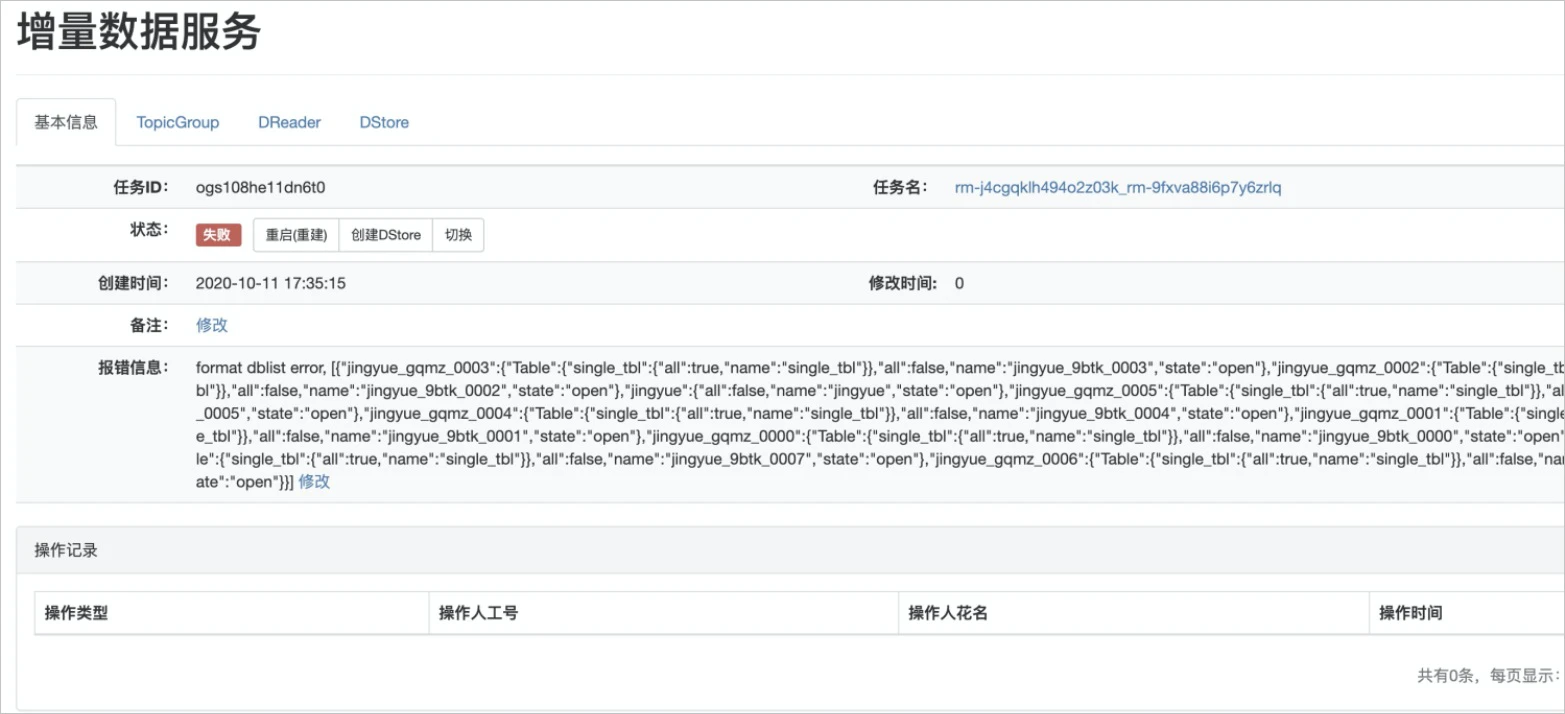 增量数据服务
基本信息 TopicGroup DReader DStore
任务ID: ogs108he11dn6t0 任务名: rm-j4cgqklh494o2z03k_rm-9fxva88i6p7y6zrlq
状态: 失败 重启(重建) 创建DStore 切换
创建时间: 2020-10-11 17:35:15 修改时间: 0
备注: 修改
报错信息: format dblist error, [{"jingyue_gqmz_0003":{"Table":{"single_tbl":{"all":true,"name":"single_tbl"}},"all":false,"name":"jingyue_9btk_0003","state":"open"},"jingyue_gqmz_0002":{"Table":{"single_tb
bl"}},"all":false,"name":"jingyue_9btk_0002","state":"open"},"jingyue":{"all":false,"name":"jingyue","state":"open"},"jingyue_gqmz_0005":{"Table":{"single_tbl":{"all":true,"name":"single_tbl"}},"al
_0005","state":"open"},"jingyue_gqmz_0004":{"Table":{"single_tbl":{"all":true,"name":"single_tbl"}},"all":false,"name":"jingyue_9btk_0004","state":"open"},"jingyue_gqmz_0001":{"Table":{"single
e_tbl"}},"all":false,"name":"jingyue_9btk_0001","state":"open"},"jingyue_gqmz_0000":{"Table":{"single_tbl":{"all":true,"name":"single_tbl"}},"all":false,"name":"jingyue_9btk_0000","state":"open"
le":{"single_tbl":{"all":true,"name":"single_tbl"}},"all":false,"name":"jingyue_9btk_0007","state":"open"},"jingyue_gqmz_0006":{"Table":{"single_tbl":{"all":true,"name":"single_tbl"}},"all":false,"na
ate":"open"}}] 修改
操作记录
操作类型 操作人工号 操作人花名 操作时间
共有0条，每页显示: